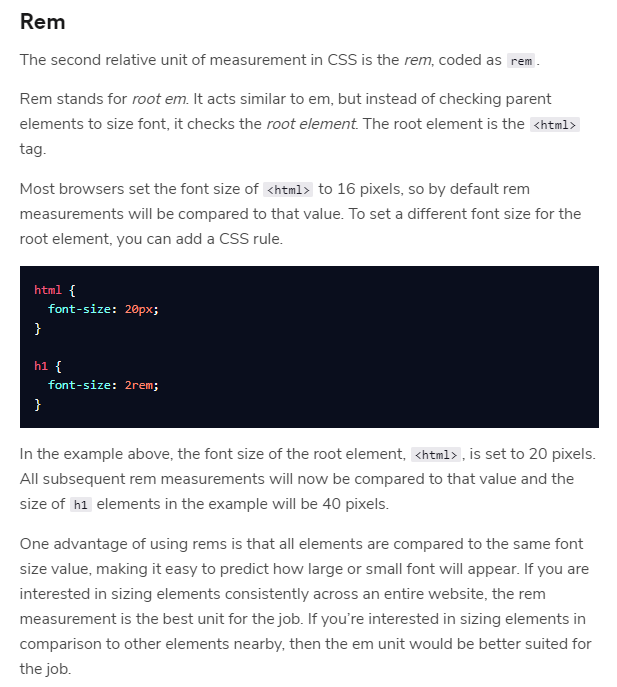 Rem
The second relative unit of measurement in CSS is the rem, coded as rem.
Rem stands for root em. It acts similar to em, but instead of checking parent
elements to size font, it checks the root element. The root element is the <html>
tag.
Most browsers set the font size of <html> to 16 pixels, so by default rem
measurements will be compared to that value. To set a different font size for the
root element, you can add a CSS rule.
html {
  font-size: 20px;
}
h1 {
  font-size: 2rem;
}
In the example above, the font size of the root element, <html>, is set to 20 pixels.
All subsequent rem measurements will now be compared to that value and the
size of h1 elements in the example will be 40 pixels.
One advantage of using rems is that all elements are compared to the same font
size value, making it easy to predict how large or small font will appear. If you are
interested in sizing elements consistently across an entire website, the rem
measurement is the best unit for the job. If you’re interested in sizing elements in
comparison to other elements nearby, then the em unit would be better suited for
the job.